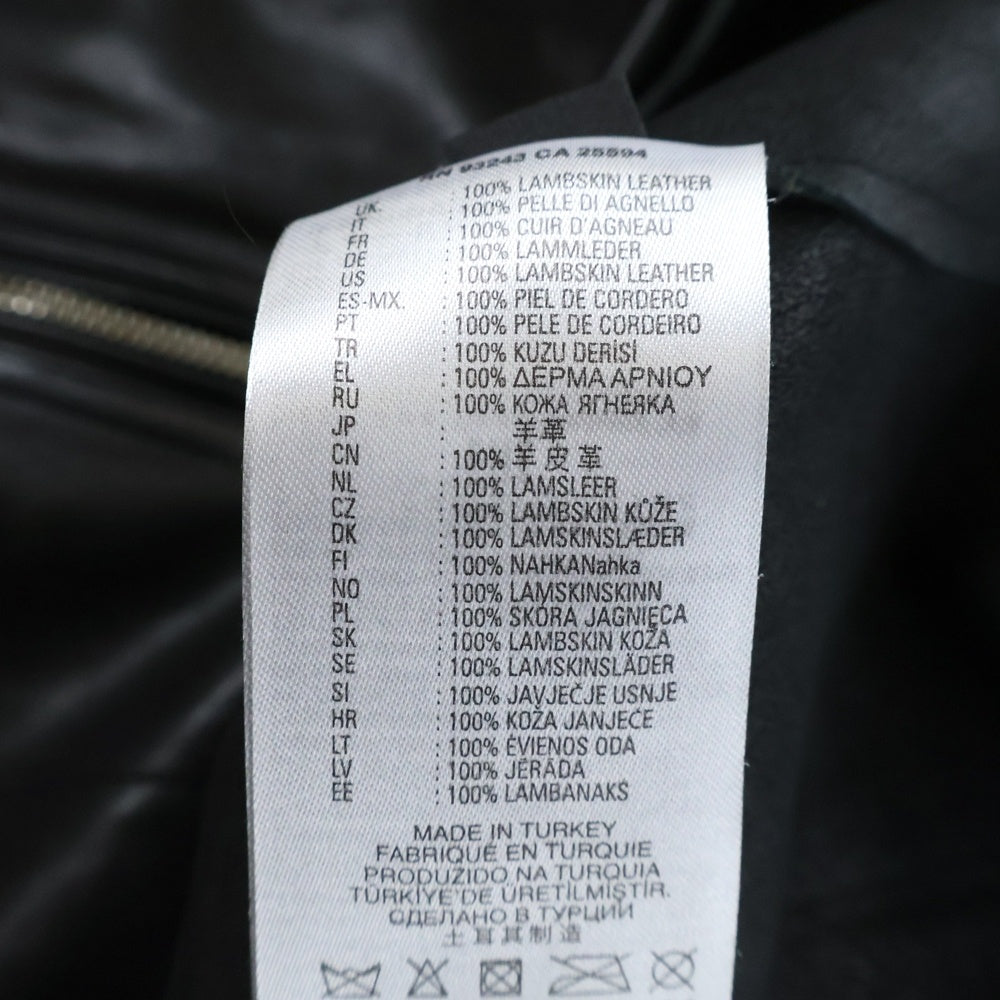 RN 93243 CA 25594
UK. : 100% LAMBSKIN LEATHER
IT : 100% PELLE DI AGNELLO
FR : 100% CUIR D'AGNEAU
DE : 100% LAMMLEDER
US : 100% LAMBSKIN LEATHER
ES-MX. : 100% PIEL DE CORDERO
PT : 100% PELE DE CORDEIRO
TR : 100% KUZU DERİSİ
EL : 100% ΔΕΡΜΑ ΑΡΝΙΟΥ
RU : 100% КОЖА ЯГНЕЯКА
JP : 羊革
CN : 100% 羊皮革
NL : 100% LAMSLEER
CZ : 100% LAMBSKIN KŮŽE
DK : 100% LAMSKINSLÆDER
FI : 100% NAHKANahka
NO : 100% LAMSKINSKINN
PL : 100% SKÓRA JAGNIĘCA
SK : 100% LAMBSKIN KOŽA
SE : 100% LAMSKINSLÄDER
SI : 100% JAVJEČJE USNJE
HR : 100% KOŽA JANJEĆE
LT : 100% ĖVIENOS ODA
LV : 100% JĒRĀDA
EE : 100% LAMBANAKS
MADE IN TURKEY
FABRIQUÉ EN TURQUIE
PRODUZIDO NA TURQUIA
TÜRKİYE'DE ÜRETİLMİŞTİR.
СДЕЛАНО В ТУРЦИИ
土耳其制造